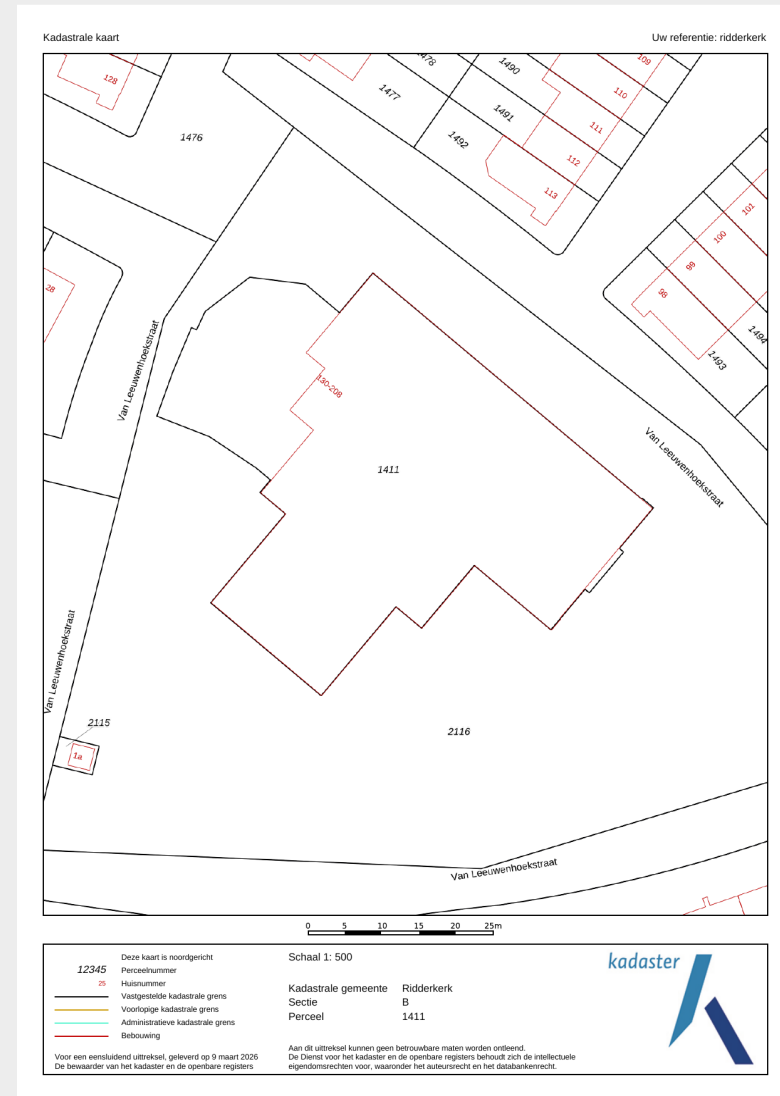 Kadastrale kaart
Uw referentie: ridderkerk
128
1476
1477
1478
1490
1491
1492
109
110
111
112
113
101
100
99
98
1494
1493
28
Van Leeuwenhoekstraat
130-208
1411
Van Leeuwenhoekstraat
Van Leeuwenhoekstraat
2115
1a
2116
Van Leeuwenhoekstraat
0 5 10 15 20 25m
Deze kaart is noordgericht
12345 Perceelnummer
25 Huisnummer
Vastgestelde kadastrale grens
Voorlopige kadastrale grens
Administratieve kadastrale grens
Bebouwing
Voor een eensluidend uittreksel, geleverd op 9 maart 2026
De bewaarder van het kadaster en de openbare registers
Schaal 1: 500
Kadastrale gemeente Ridderkerk
Sectie B
Perceel 1411
Aan dit uittreksel kunnen geen betrouwbare maten worden ontleend.
De Dienst voor het kadaster en de openbare registers behoudt zich de intellectuele
eigendomsrechten voor, waaronder het auteursrecht en het databankenrecht.
kadaster